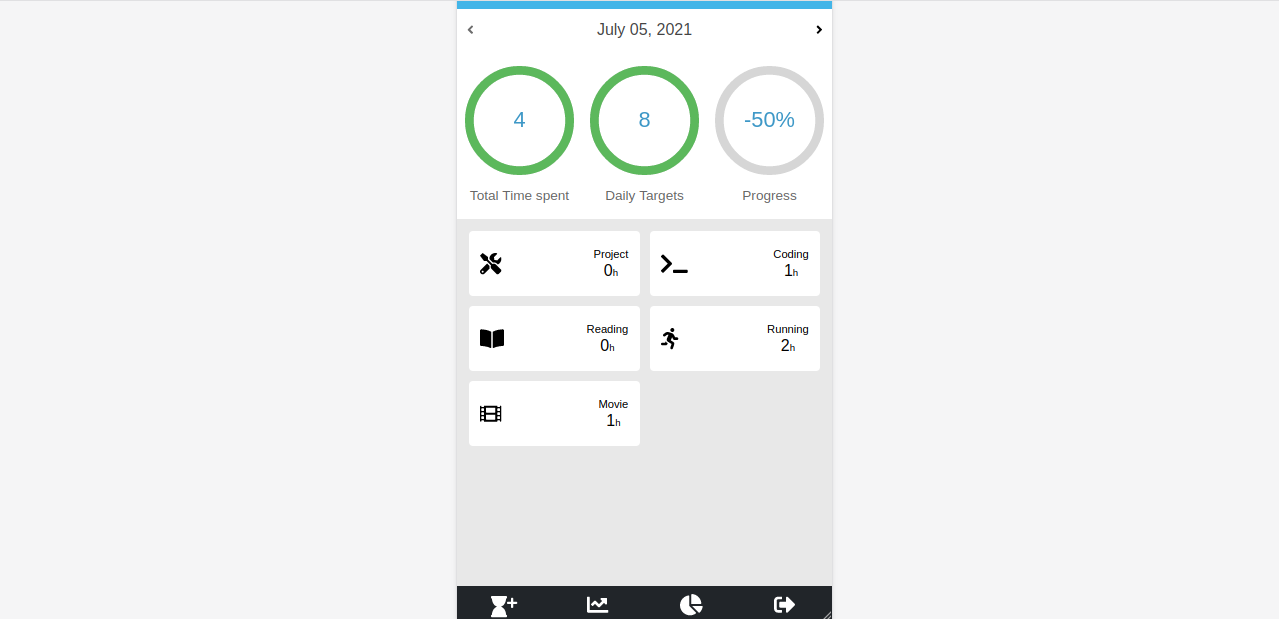 July 05, 2021
4
8
-50%
Total Time spent
Daily Targets
Progress
Project
0h
Coding
1h
Reading
0h
Running
2h
Movie
1h